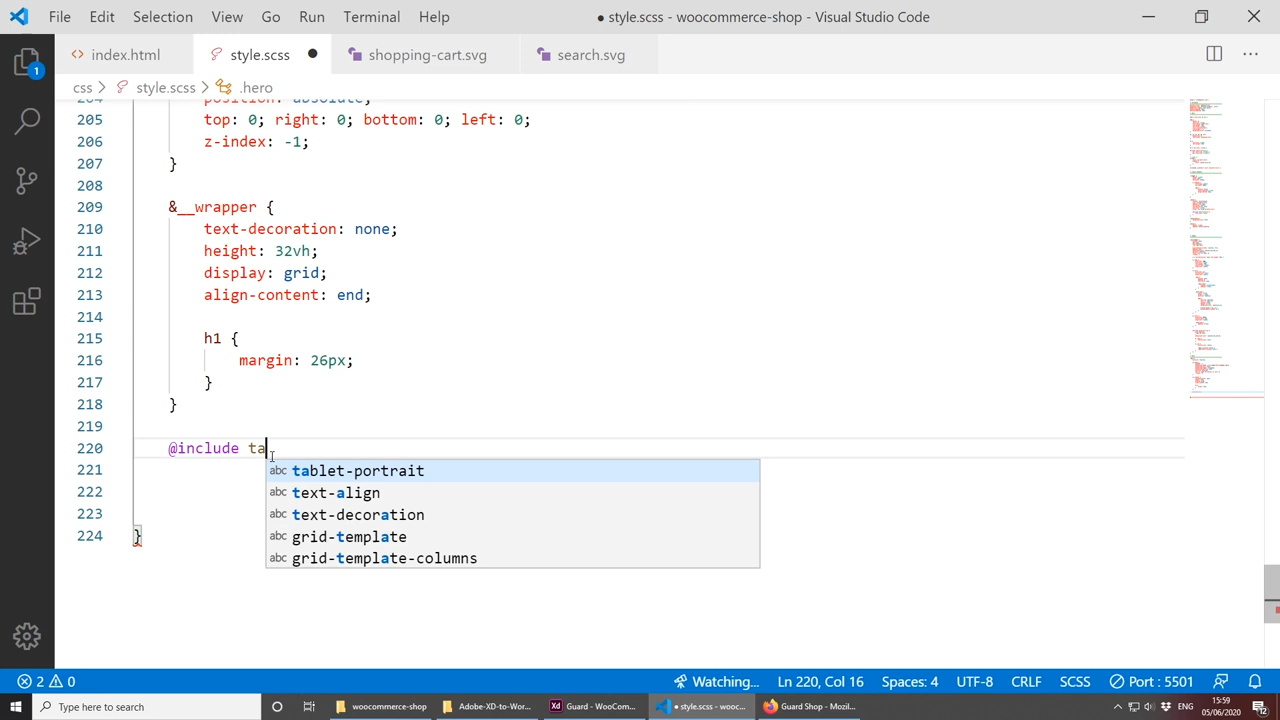 File Edit Selection View Go Run Terminal Help ● style.scss - woocommerce-shop - Visual Studio Code
<> index.html style.scss ● shopping-cart.svg search.svg
css > style.scss > .hero
1
204 position: absolute;
205 top: 0; right: 0; bottom: 0; left: 0;
206 z-index: -1;
207 }
208
209 &__wrapper {
210 text-decoration: none;
211 height: 32vh;
212 display: grid;
213 align-content: end;
214
215 h1 {
216 margin: 26px;
217 }
218 }
219
220 @include ta
221 abc tablet-portrait
222 abc text-align
223 abc text-decoration
224 } abc grid-template
abc grid-template-columns
2 0 Watching... Ln 220, Col 16 Spaces: 4 UTF-8 CRLF SCSS Port : 5501
Type here to search woocommerce-shop Adobe-XD-to-Wor... Guard - WooCom... ● style.scss - wooc... Guard Shop - Mozil... ENG 15:59
05/06/2020 12